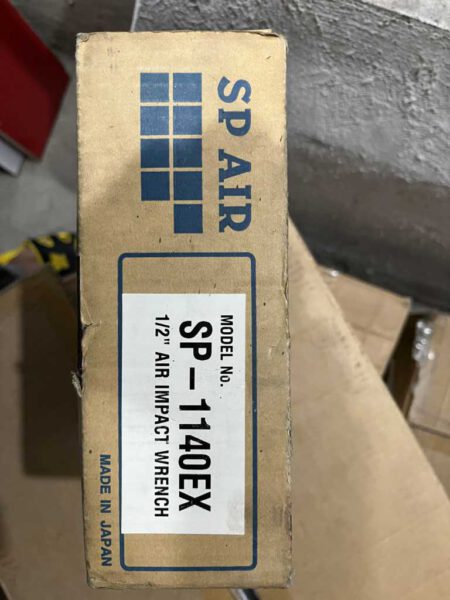 SP AIR
MODEL No.
SP-1140EX
1/2" AIR IMPACT WRENCH
MADE IN JAPAN